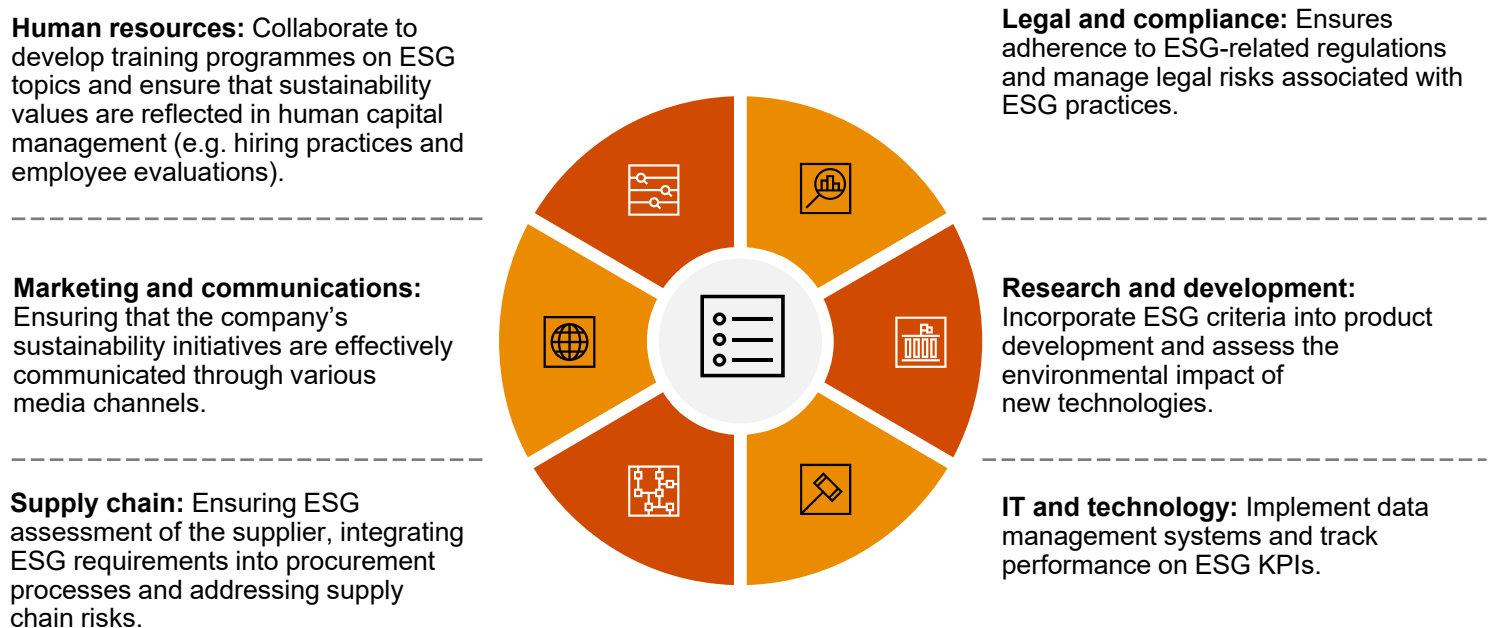 Human resources: Collaborate to
develop training programmes on ESG
topics and ensure that sustainability
values are reflected in human capital
management (e.g. hiring practices and
employee evaluations).
Marketing and communications:
Ensuring that the company’s
sustainability initiatives are effectively
communicated through various
media channels.
Supply chain: Ensuring ESG
assessment of the supplier, integrating
ESG requirements into procurement
processes and addressing supply
chain risks.
Legal and compliance: Ensures
adherence to ESG-related regulations
and manage legal risks associated with
ESG practices.
Research and development:
Incorporate ESG criteria into product
development and assess the
environmental impact of
new technologies.
IT and technology: Implement data
management systems and track
performance on ESG KPIs.